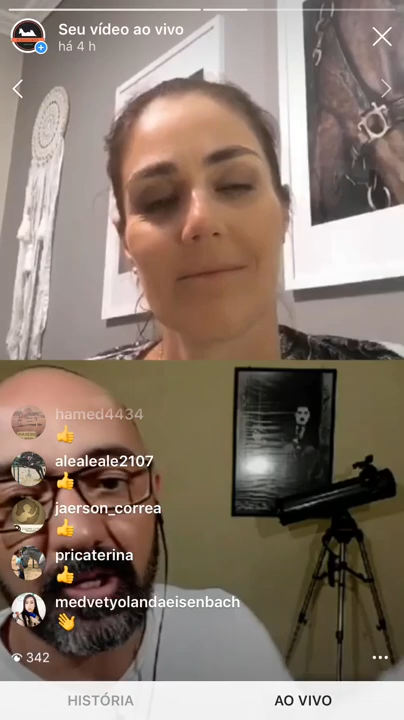 Seu vídeo ao vivo
há 4 h
hamed4434
👍
alealeale2107
👍
jaerson_correa
👍
pricaterina
👍
medvetyolandaeisenbach
👋
342
HISTÓRIA
AO VIVO